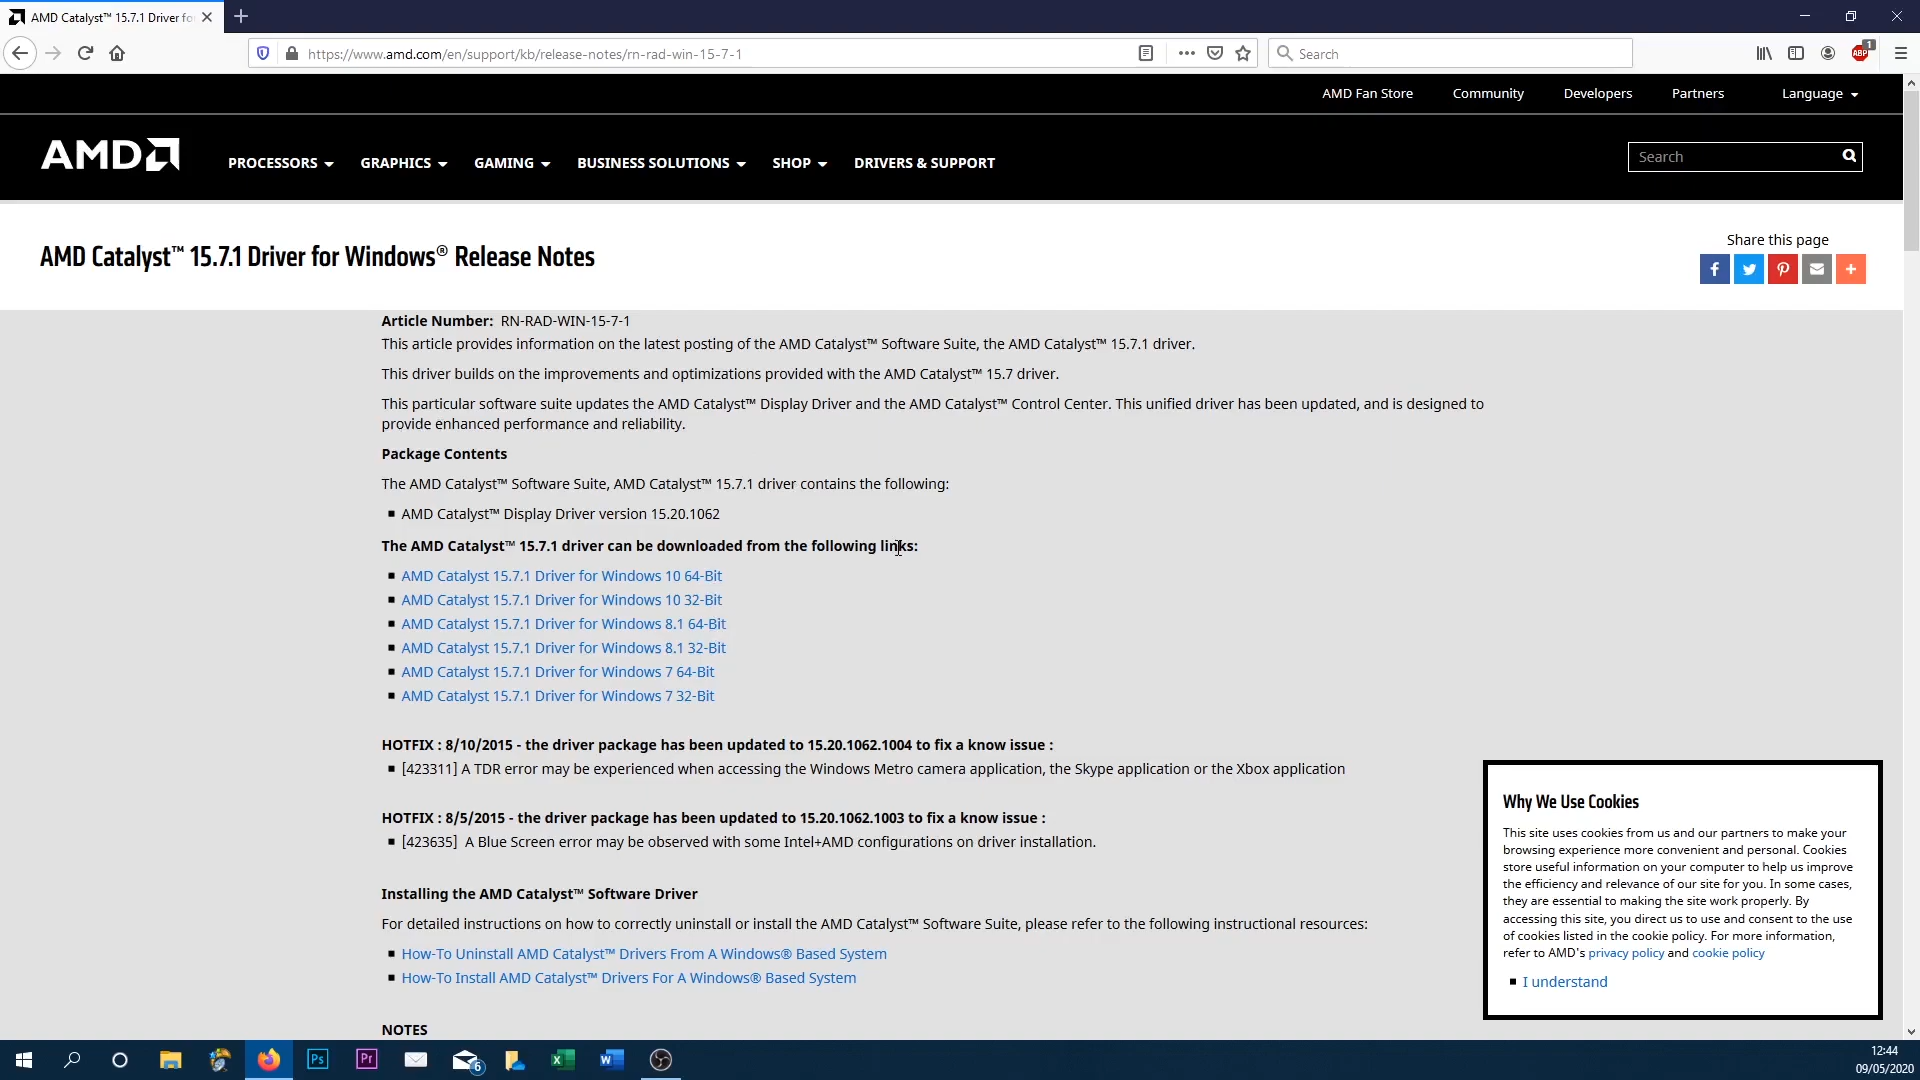 AMD Catalyst™ 15.7.1 Driver fo
https://www.amd.com/en/support/kb/release-notes/rn-rad-win-15-7-1
Search
ABP
1
AMD Fan Store
Community
Developers
Partners
Language
AMD
PROCESSORS
GRAPHICS
GAMING
BUSINESS SOLUTIONS
SHOP
DRIVERS & SUPPORT
Search
AMD Catalyst™ 15.7.1 Driver for Windows® Release Notes
Share this page
Article Number: RN-RAD-WIN-15-7-1
This article provides information on the latest posting of the AMD Catalyst™ Software Suite, the AMD Catalyst™ 15.7.1 driver.
This driver builds on the improvements and optimizations provided with the AMD Catalyst™ 15.7 driver.
This particular software suite updates the AMD Catalyst™ Display Driver and the AMD Catalyst™ Control Center. This unified driver has been updated, and is designed to
provide enhanced performance and reliability.
Package Contents
The AMD Catalyst™ Software Suite, AMD Catalyst™ 15.7.1 driver contains the following:
AMD Catalyst™ Display Driver version 15.20.1062
The AMD Catalyst™ 15.7.1 driver can be downloaded from the following links:
AMD Catalyst 15.7.1 Driver for Windows 10 64-Bit
AMD Catalyst 15.7.1 Driver for Windows 10 32-Bit
AMD Catalyst 15.7.1 Driver for Windows 8.1 64-Bit
AMD Catalyst 15.7.1 Driver for Windows 8.1 32-Bit
AMD Catalyst 15.7.1 Driver for Windows 7 64-Bit
AMD Catalyst 15.7.1 Driver for Windows 7 32-Bit
HOTFIX : 8/10/2015 - the driver package has been updated to 15.20.1062.1004 to fix a know issue :
[423311] A TDR error may be experienced when accessing the Windows Metro camera application, the Skype application or the Xbox application
HOTFIX : 8/5/2015 - the driver package has been updated to 15.20.1062.1003 to fix a know issue :
[423635] A Blue Screen error may be observed with some Intel+AMD configurations on driver installation.
Installing the AMD Catalyst™ Software Driver
For detailed instructions on how to correctly uninstall or install the AMD Catalyst™ Software Suite, please refer to the following instructional resources:
How-To Uninstall AMD Catalyst™ Drivers From A Windows® Based System
How-To Install AMD Catalyst™ Drivers For A Windows® Based System
NOTES
Why We Use Cookies
This site uses cookies from us and our partners to make your
browsing experience more convenient and personal. Cookies
store useful information on your computer to help us improve
the efficiency and relevance of our site for you. In some cases,
they are essential to making the site work properly. By
accessing this site, you direct us to use and consent to the use
of cookies listed in the cookie policy. For more information,
refer to AMD's privacy policy and cookie policy
I understand
Ps
Pr
6
12:44
09/05/2020